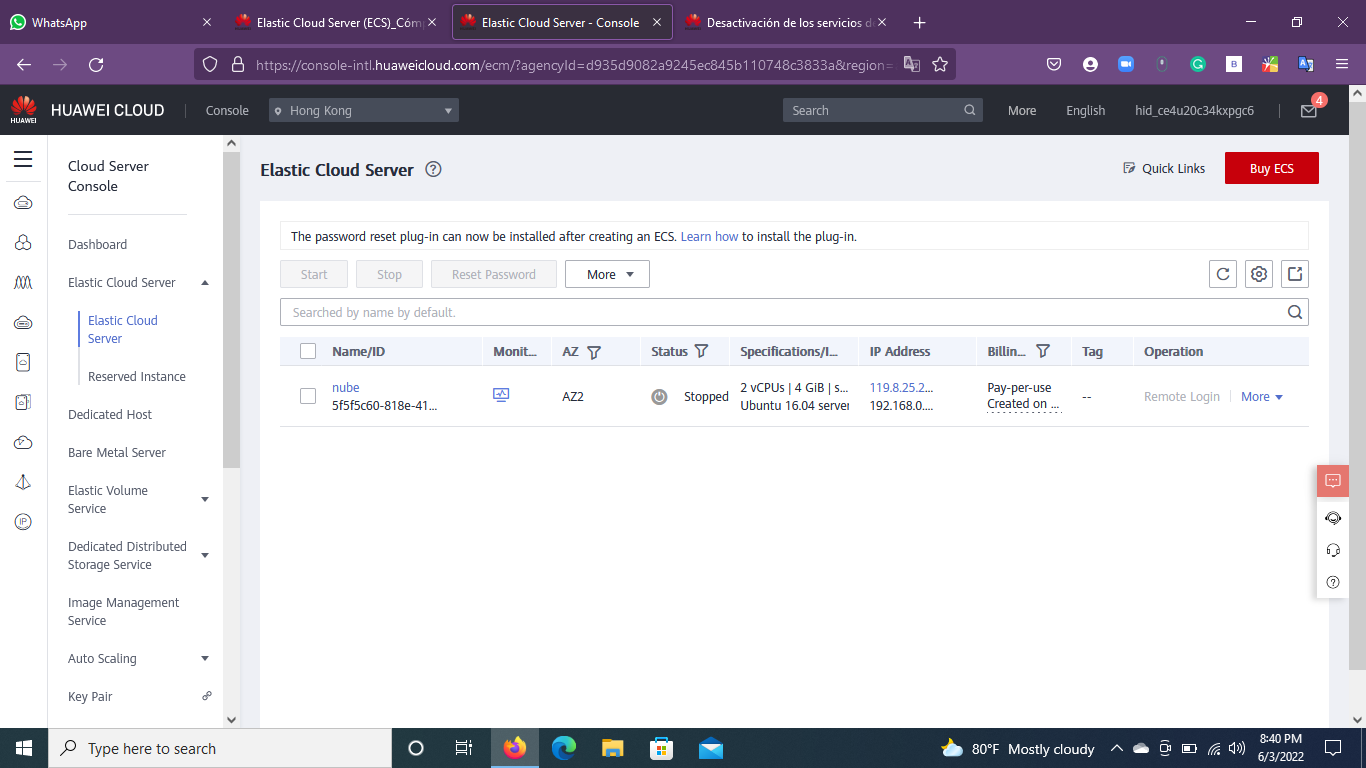 WhatsApp
Elastic Cloud Server (ECS)_Cómp
Elastic Cloud Server - Console
Desactivación de los servicios de
https://console-intl.huaweicloud.com/ecm/?agencyId=d935d9082a9245ec845b110748c3833a&region=
HUAWEI
HUAWEI CLOUD
Console
Hong Kong
Search
More
English
hid_ce4u20c34kxpgc6
4
Cloud Server
Console
Dashboard
Elastic Cloud Server
Elastic Cloud
Server
Reserved Instance
Dedicated Host
Bare Metal Server
Elastic Volume
Service
Dedicated Distributed
Storage Service
Image Management
Service
Auto Scaling
Key Pair
IP
Elastic Cloud Server
Quick Links
Buy ECS
The password reset plug-in can now be installed after creating an ECS. Learn how to install the plug-in.
Start
Stop
Reset Password
More
Searched by name by default.
Name/ID
Monit...
AZ
Status
Specifications/I...
IP Address
Billin...
Tag
Operation
nube
5f5f5c60-818e-41...
AZ2
Stopped
2 vCPUs | 4 GiB | s...
Ubuntu 16.04 server
119.8.25.2...
192.168.0....
Pay-per-use
Created on ...
--
Remote Login
More
Type here to search
80°F Mostly cloudy
8:40 PM
6/3/2022